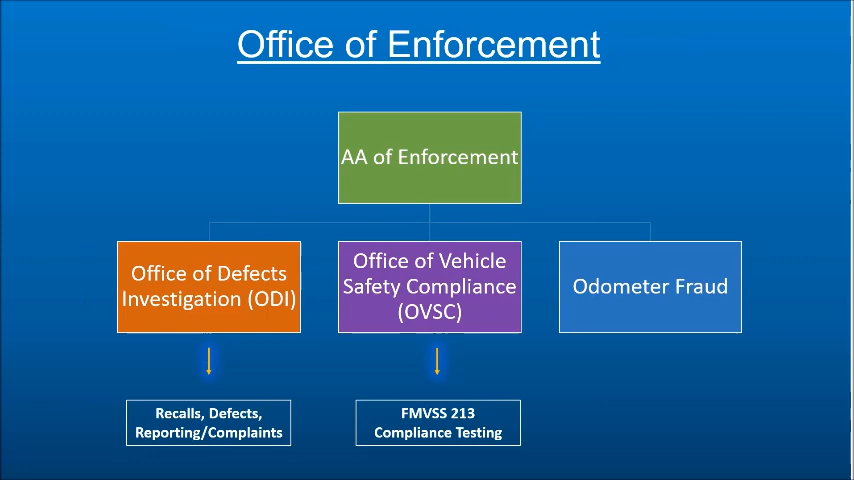 Office of Enforcement
AA of Enforcement
Office of Defects
Investigation (ODI)
Office of Vehicle
Safety Compliance
(OVSC)
Odometer Fraud
Recalls, Defects,
Reporting/Complaints
FMVSS 213
Compliance Testing